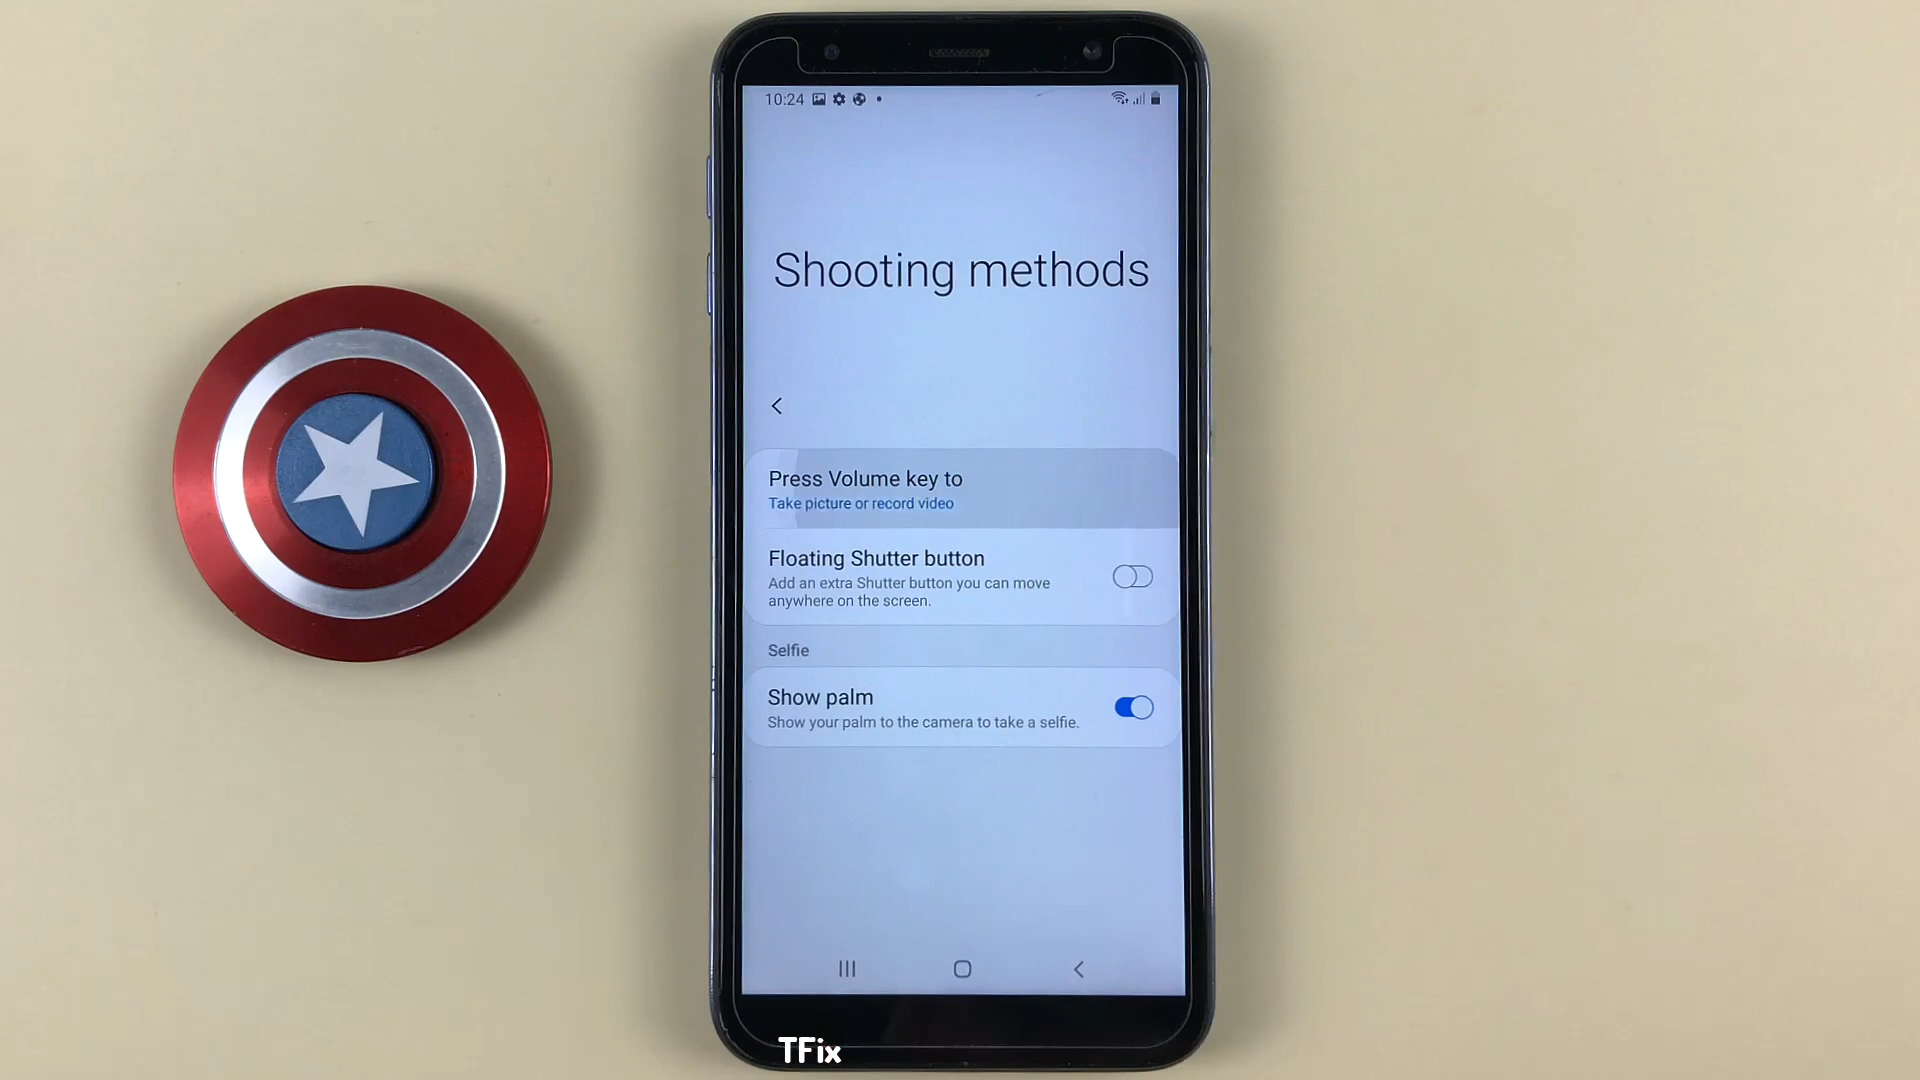 10:24
Shooting methods
Press Volume key to
Take picture or record video
Floating Shutter button
Add an extra Shutter button you can move
anywhere on the screen.
Selfie
Show palm
Show your palm to the camera to take a selfie.
TFix